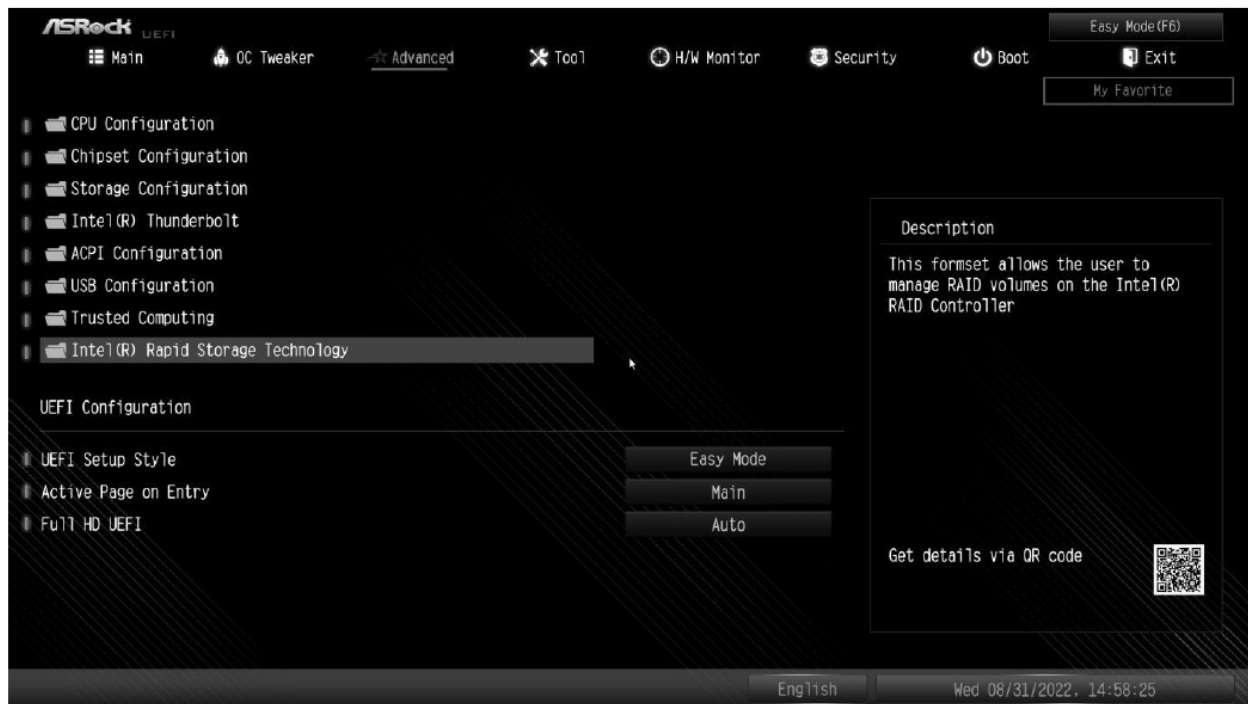 ASRock UEFI
Easy Mode(F6)
Main OC Tweaker Advanced Tool H/W Monitor Security Boot Exit
My Favorite
CPU Configuration
Chipset Configuration
Storage Configuration
Intel(R) Thunderbolt
ACPI Configuration
USB Configuration
Trusted Computing
Intel(R) Rapid Storage Technology
UEFI Configuration
UEFI Setup Style Easy Mode
Active Page on Entry Main
Full HD UEFI Auto
Description
This formset allows the user to
manage RAID volumes on the Intel(R)
RAID Controller
Get details via QR code
English Wed 08/31/2022, 14:58:25